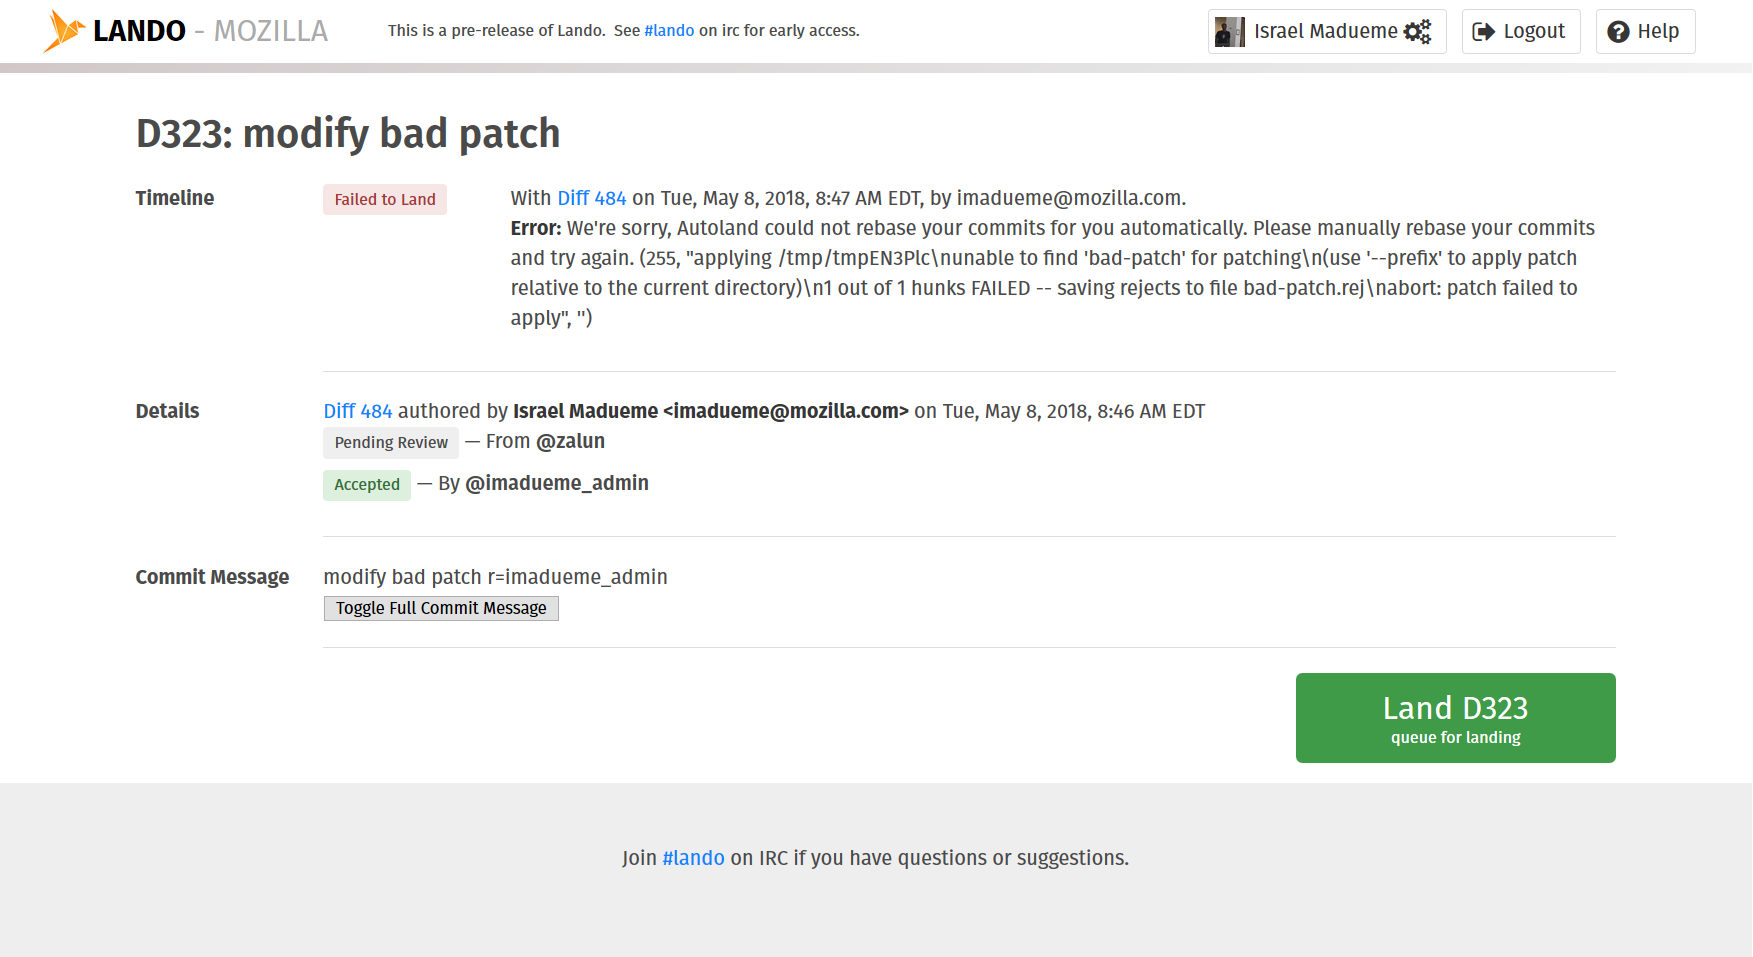 LANDO - MOZILLA
This is a pre-release of Lando. See #lando on irc for early access.
Israel Madueme
Logout
Help
D323: modify bad patch
Timeline
Failed to Land
With Diff 484 on Tue, May 8, 2018, 8:47 AM EDT, by imadueme@mozilla.com.
Error: We're sorry, Autoland could not rebase your commits for you automatically. Please manually rebase your commits
and try again. (255, "applying /tmp/tmpEN3Plc\nunable to find 'bad-patch' for patching\n(use '--prefix' to apply patch
relative to the current directory)\n1 out of 1 hunks FAILED -- saving rejects to file bad-patch.rej\nabort: patch failed to
apply", '')
Details
Diff 484 authored by Israel Madueme <imadueme@mozilla.com> on Tue, May 8, 2018, 8:46 AM EDT
Pending Review — From @zalun
Accepted — By @imadueme_admin
Commit Message
modify bad patch r=imadueme_admin
Toggle Full Commit Message
Land D323
queue for landing
Join #lando on IRC if you have questions or suggestions.